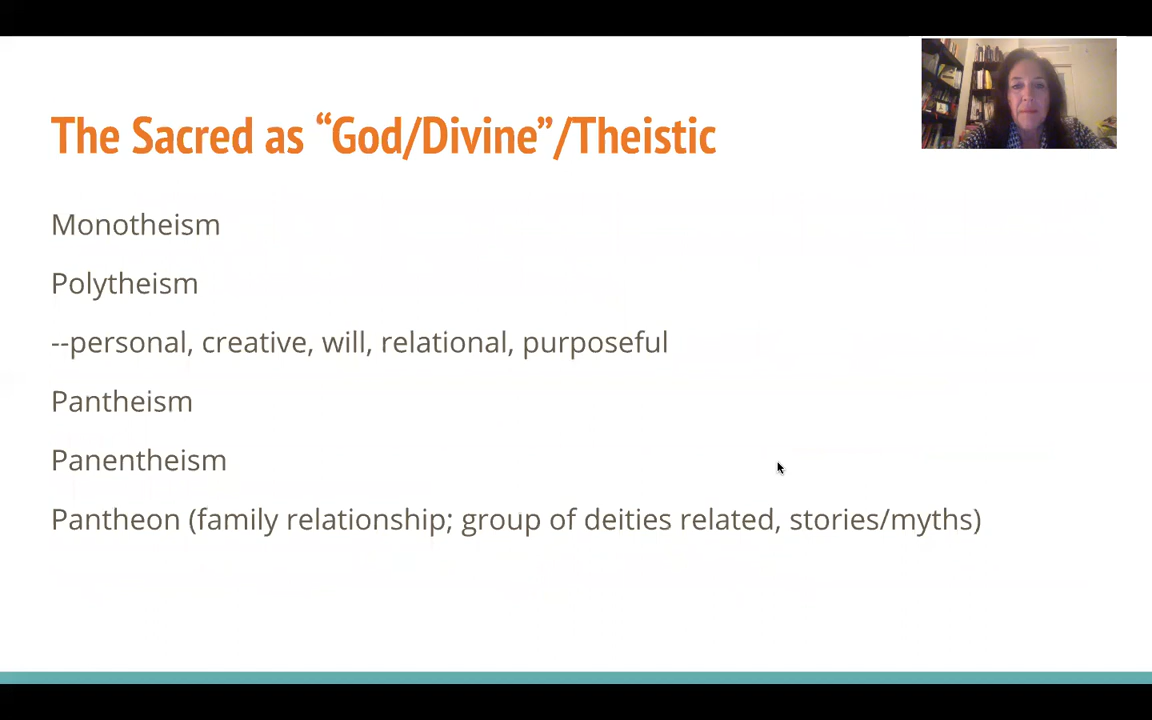 The Sacred as “God/Divine”/Theistic
Monotheism
Polytheism
--personal, creative, will, relational, purposeful
Pantheism
Panentheism
Pantheon (family relationship; group of deities related, stories/myths)